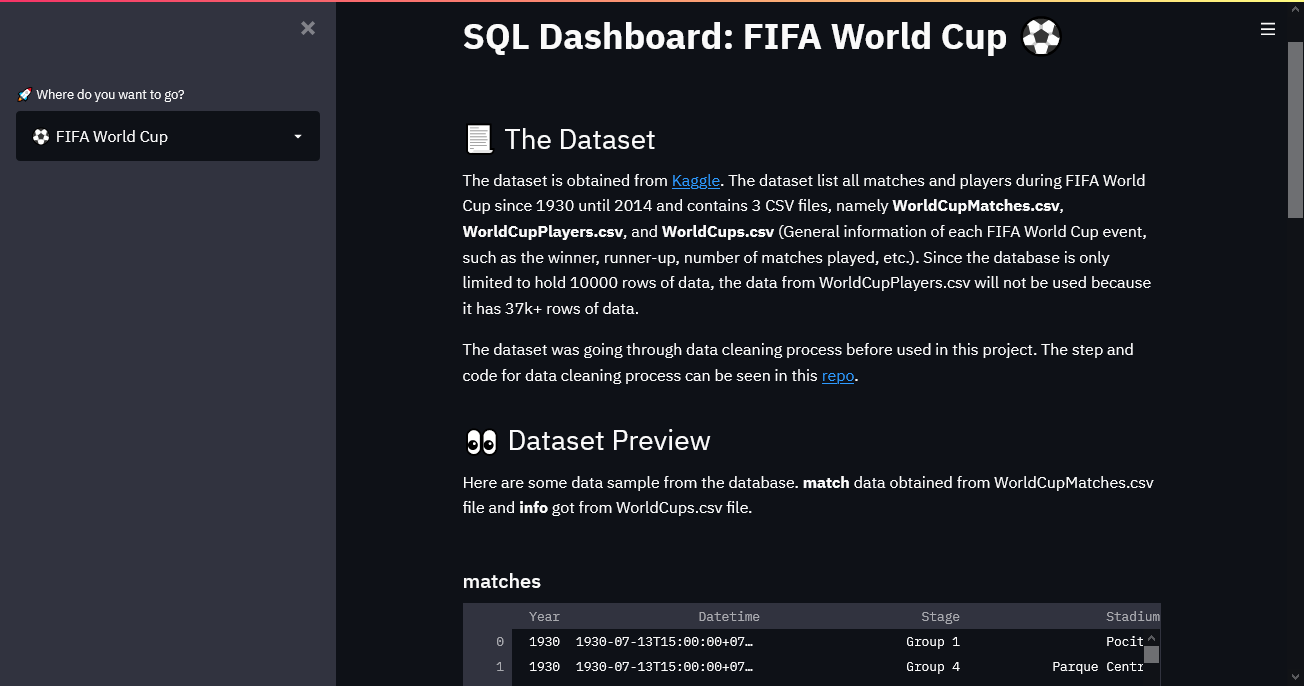 SQL Dashboard: FIFA World Cup
Where do you want to go?
FIFA World Cup
The Dataset
The dataset is obtained from Kaggle. The dataset list all matches and players during FIFA World
Cup since 1930 until 2014 and contains 3 CSV files, namely WorldCupMatches.csv,
WorldCupPlayers.csv, and WorldCups.csv (General information of each FIFA World Cup event,
such as the winner, runner-up, number of matches played, etc.). Since the database is only
limited to hold 10000 rows of data, the data from WorldCupPlayers.csv will not be used because
it has 37k+ rows of data.
The dataset was going through data cleaning process before used in this project. The step and
code for data cleaning process can be seen in this repo.
Dataset Preview
Here are some data sample from the database. match data obtained from WorldCupMatches.csv
file and info got from WorldCups.csv file.
matches
Year Datetime Stage Stadium
0 1930 1930-07-13T15:00:00+07… Group 1 Pocit
1 1930 1930-07-13T15:00:00+07… Group 4 Parque Centr